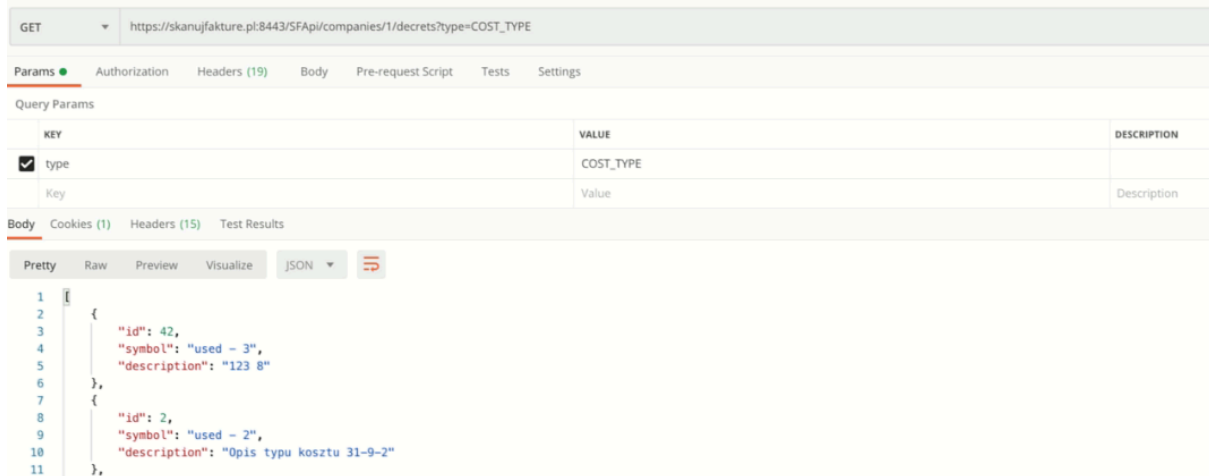 GET https://skanujfakture.pl:8443/SFApi/companies/1/decrets?type=COST_TYPE
Params Authorization Headers (19) Body Pre-request Script Tests Settings
Query Params
KEY VALUE DESCRIPTION
type COST_TYPE
Key Value Description
Body Cookies (1) Headers (15) Test Results
Pretty Raw Preview Visualize JSON
1 [
2 {
3 "id": 42,
4 "symbol": "used - 3",
5 "description": "123 8"
6 },
7 {
8 "id": 2,
9 "symbol": "used - 2",
10 "description": "Opis typu kosztu 31-9-2"
11 },